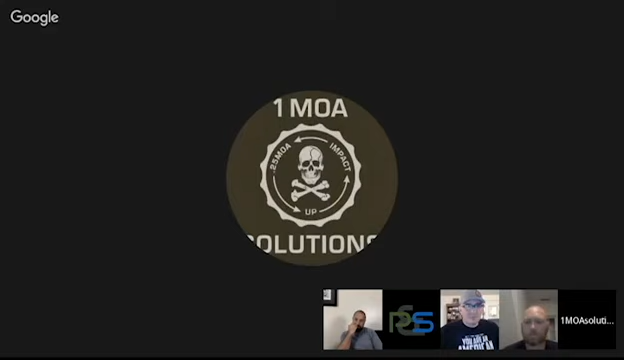 Google
1 MOA
.25MOA
IMPACT
UP
SOLUTIONS
1MOAsoluti...